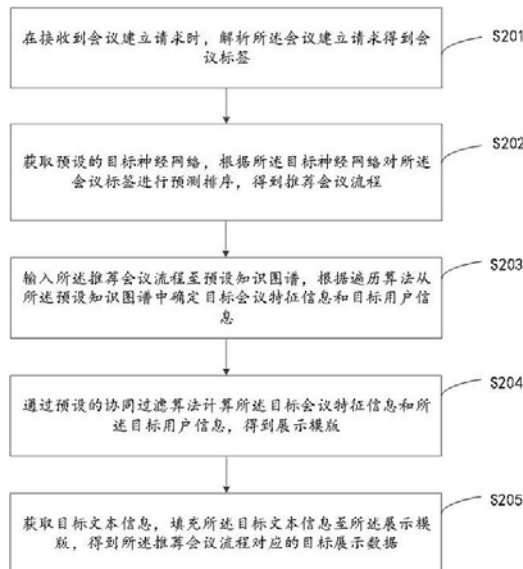 在接收到会议建立请求时，解析所述会议建立请求得到会
议标签
S201
获取预设的目标神经网络，根据所述目标神经网络对所述
会议标签进行预测排序，得到推荐会议流程
S202
输入所述推荐会议流程至预设知识图谱，根据遍历算法从
所述预设知识图谱中确定目标会议特征信息和目标用户信
息
S203
通过预设的协同过滤算法计算所述目标会议特征信息和所
述目标用户信息，得到展示模版
S204
获取目标文本信息，填充所述目标文本信息至所述展示模
版，得到所述推荐会议流程对应的目标展示数据
S205